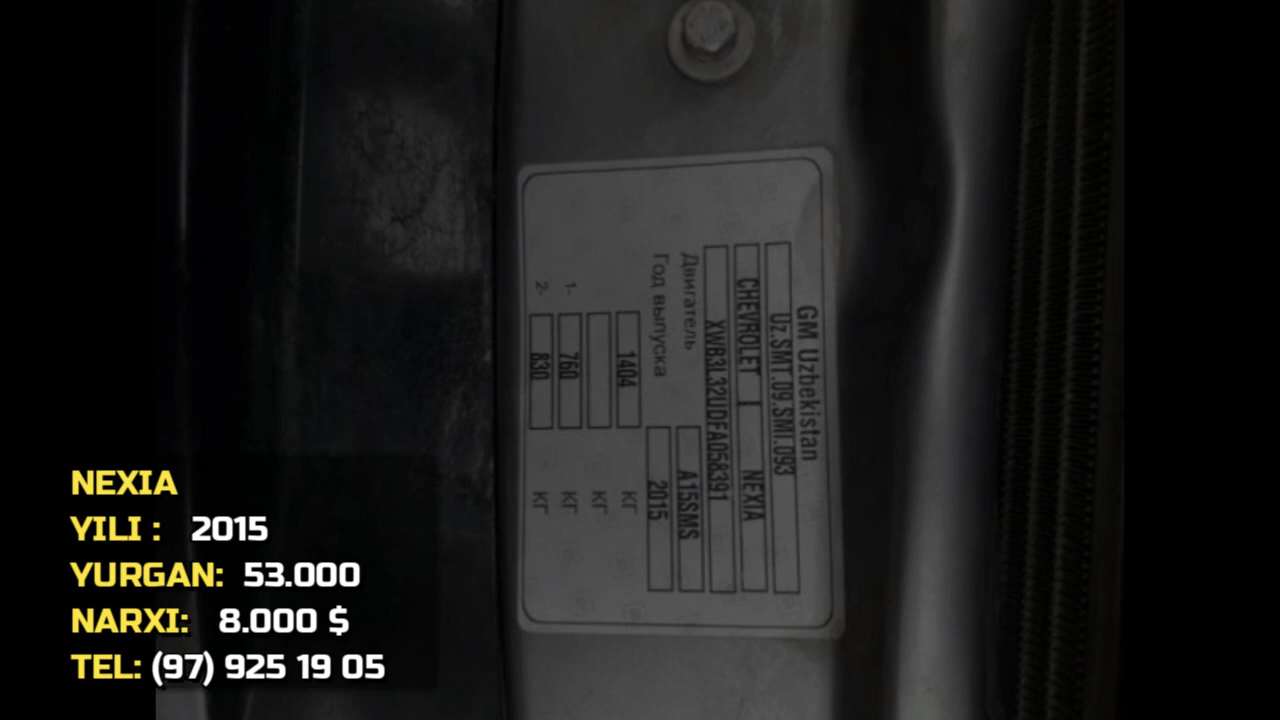 GM Uzbekistan
Uz.SMT.09.SMI.093
CHEVROLET | NEXIA
XWB3L32UDFA058391
Двигатель A15SMS
Год выпуска 2015
1404 кг
кг
1- 760 кг
2- 830 кг
NEXIA
YILI : 2015
YURGAN: 53.000
NARXI: 8.000 $
TEL: (97) 925 19 05